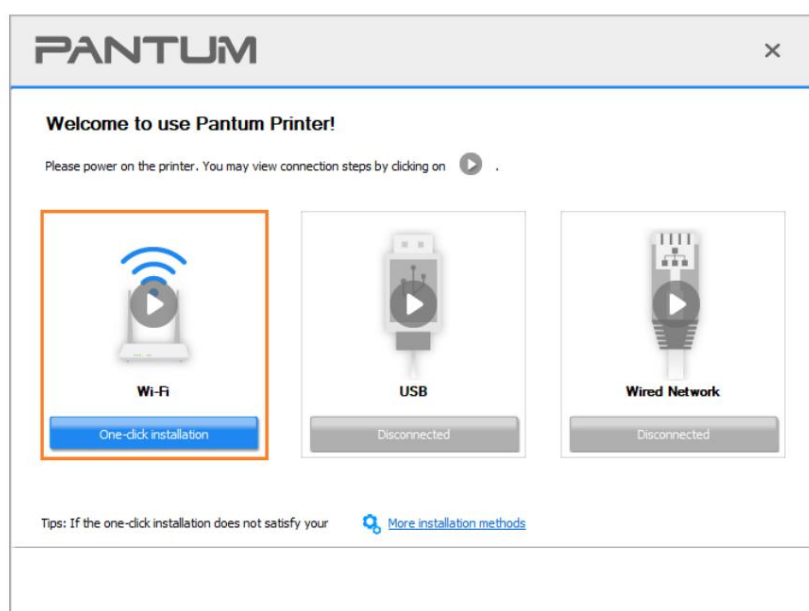 PANTUM
Welcome to use Pantum Printer!
Please power on the printer. You may view connection steps by clicking on .
Wi-Fi
USB
Wired Network
One-click installation
Disconnected
Disconnected
Tips: If the one-click installation does not satisfy your
More installation methods